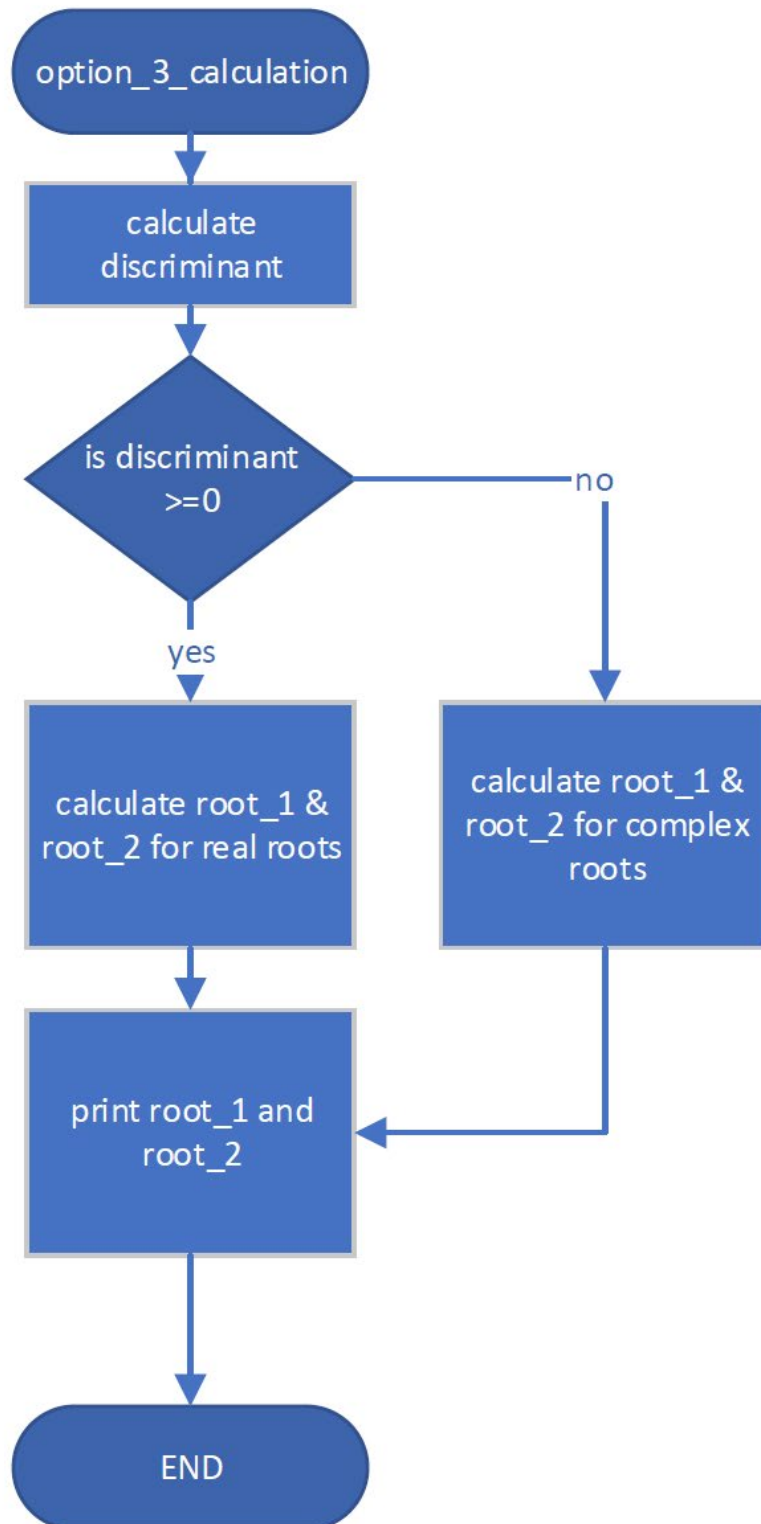 option_3_calculation
calculate
discriminant
is discriminant
>=0
no
yes
calculate root_1 &
root_2 for real roots
calculate root_1 &
root_2 for complex
roots
print root_1 and
root_2
END